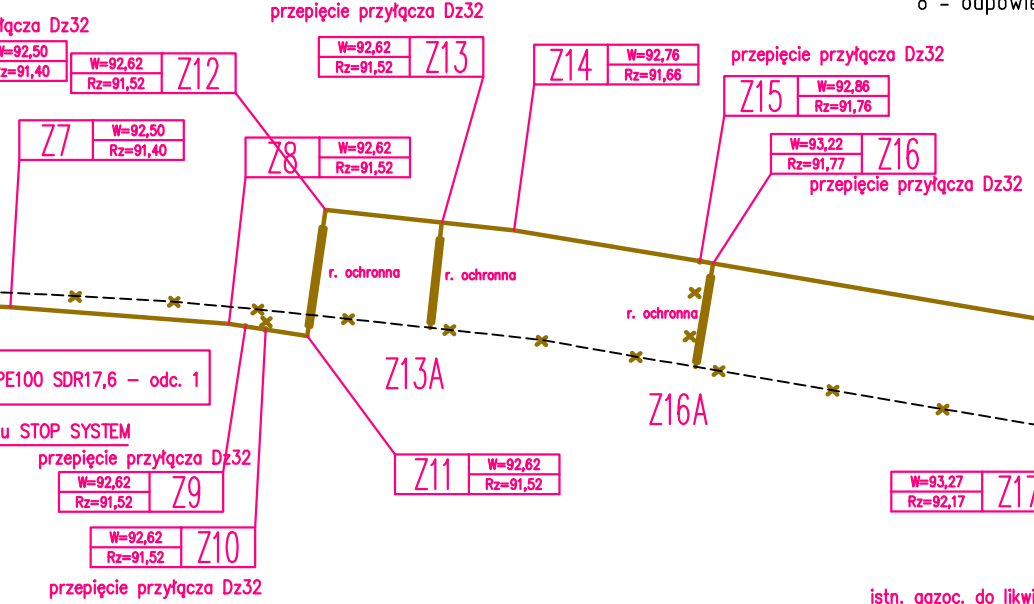 8 - odpowie
przepięcie przyłącza Dz32
łącza Dz32
W=92,50
Rz=91,40
W=92,62
Rz=91,52
Z12
W=92,62
Rz=91,52
Z13
Z14
W=92,76
Rz=91,66
przepięcie przyłącza Dz32
Z15
W=92,86
Rz=91,76
Z7
W=92,50
Rz=91,40
Z8
W=92,62
Rz=91,52
W=93,22
Rz=91,77
Z16
przepięcie przyłącza Dz32
r. ochronna
r. ochronna
r. ochronna
PE100 SDR17,6 – odc. 1
Z13A
Z16A
u STOP SYSTEM
przepięcie przyłącza Dz32
W=92,62
Rz=91,52
Z9
Z11
W=92,62
Rz=91,52
W=93,27
Rz=92,17
Z17
W=92,62
Rz=91,52
Z10
przepięcie przyłącza Dz32
istn. gazoc. do likwi